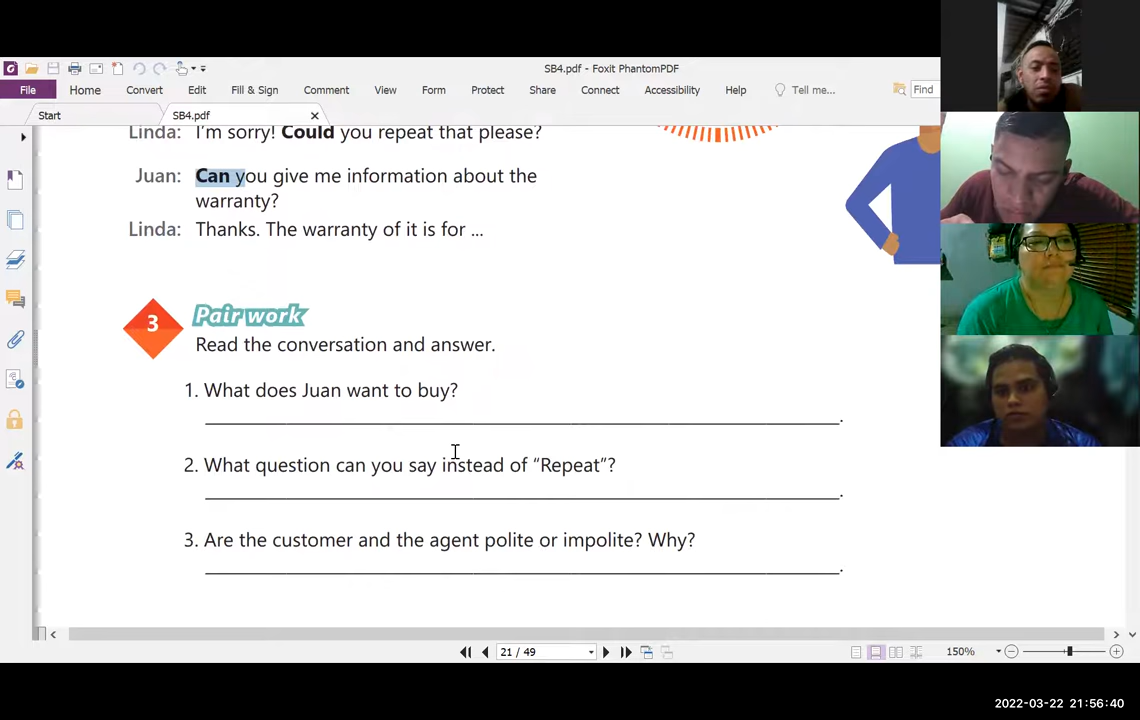 SB4.pdf - Foxit PhantomPDF
File Home Convert Edit Fill & Sign Comment View Form Protect Share Connect Accessibility Help Tell me... Find
Start SB4.pdf
Linda: I'm sorry! Could you repeat that please?
Juan: Can you give me information about the
warranty?
Linda: Thanks. The warranty of it is for ...
3 Pair work
Read the conversation and answer.
1. What does Juan want to buy?
2. What question can you say instead of “Repeat”?
3. Are the customer and the agent polite or impolite? Why?
21 / 49 150%
2022-03-22 21:56:40